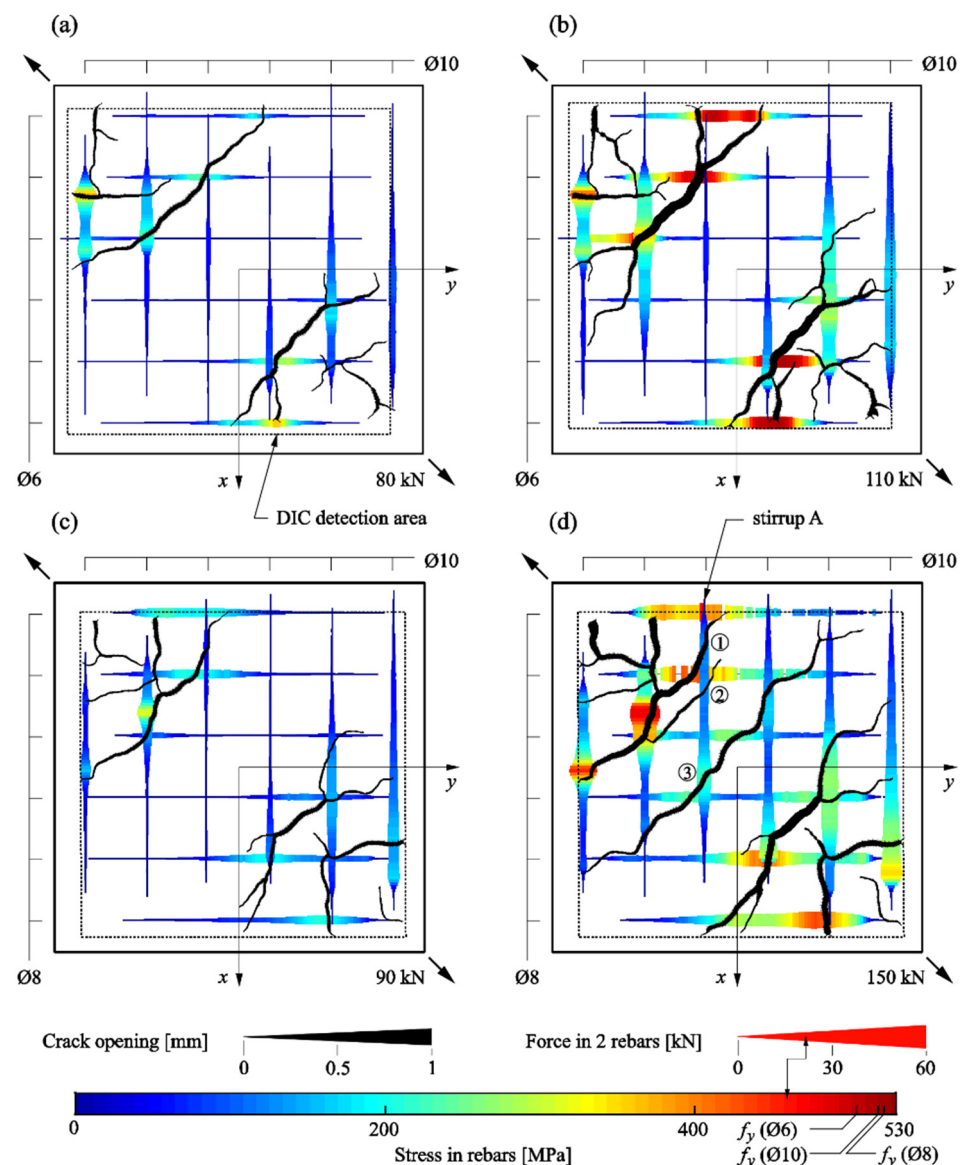 (a)
(b)
Ø10
Ø10
y
y
Ø6
x
80 kN
Ø6
x
110 kN
DIC detection area
stirrup A
(c)
(d)
Ø10
Ø10
①
②
③
y
y
Ø8
x
90 kN
Ø8
x
150 kN
Crack opening [mm]
0 0.5 1
Force in 2 rebars [kN]
0 30 60
0 200 400 530
fy (Ø6)
fy (Ø10)
fy (Ø8)
Stress in rebars [MPa]